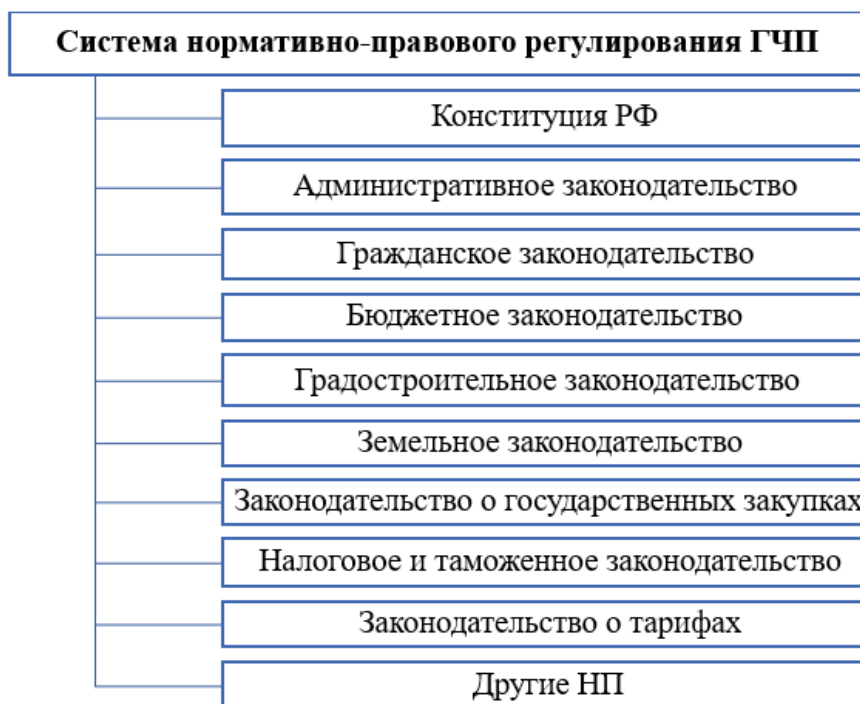 Система нормативно-правового регулирования ГЧП
Конституция РФ
Административное законодательство
Гражданское законодательство
Бюджетное законодательство
Градостроительное законодательство
Земельное законодательство
Законодательство о государственных закупках
Налоговое и таможенное законодательство
Законодательство о тарифах
Другие НП